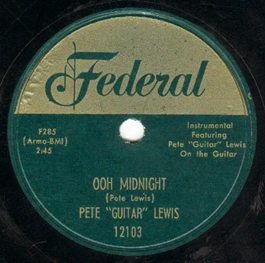 Federal
F285
(Armo-BMI)
2:45
Instrumental
Featuring
Pete "Guitar" Lewis
On the Guitar
OOH MIDNIGHT
(Pete Lewis)
PETE "GUITAR" LEWIS
12103